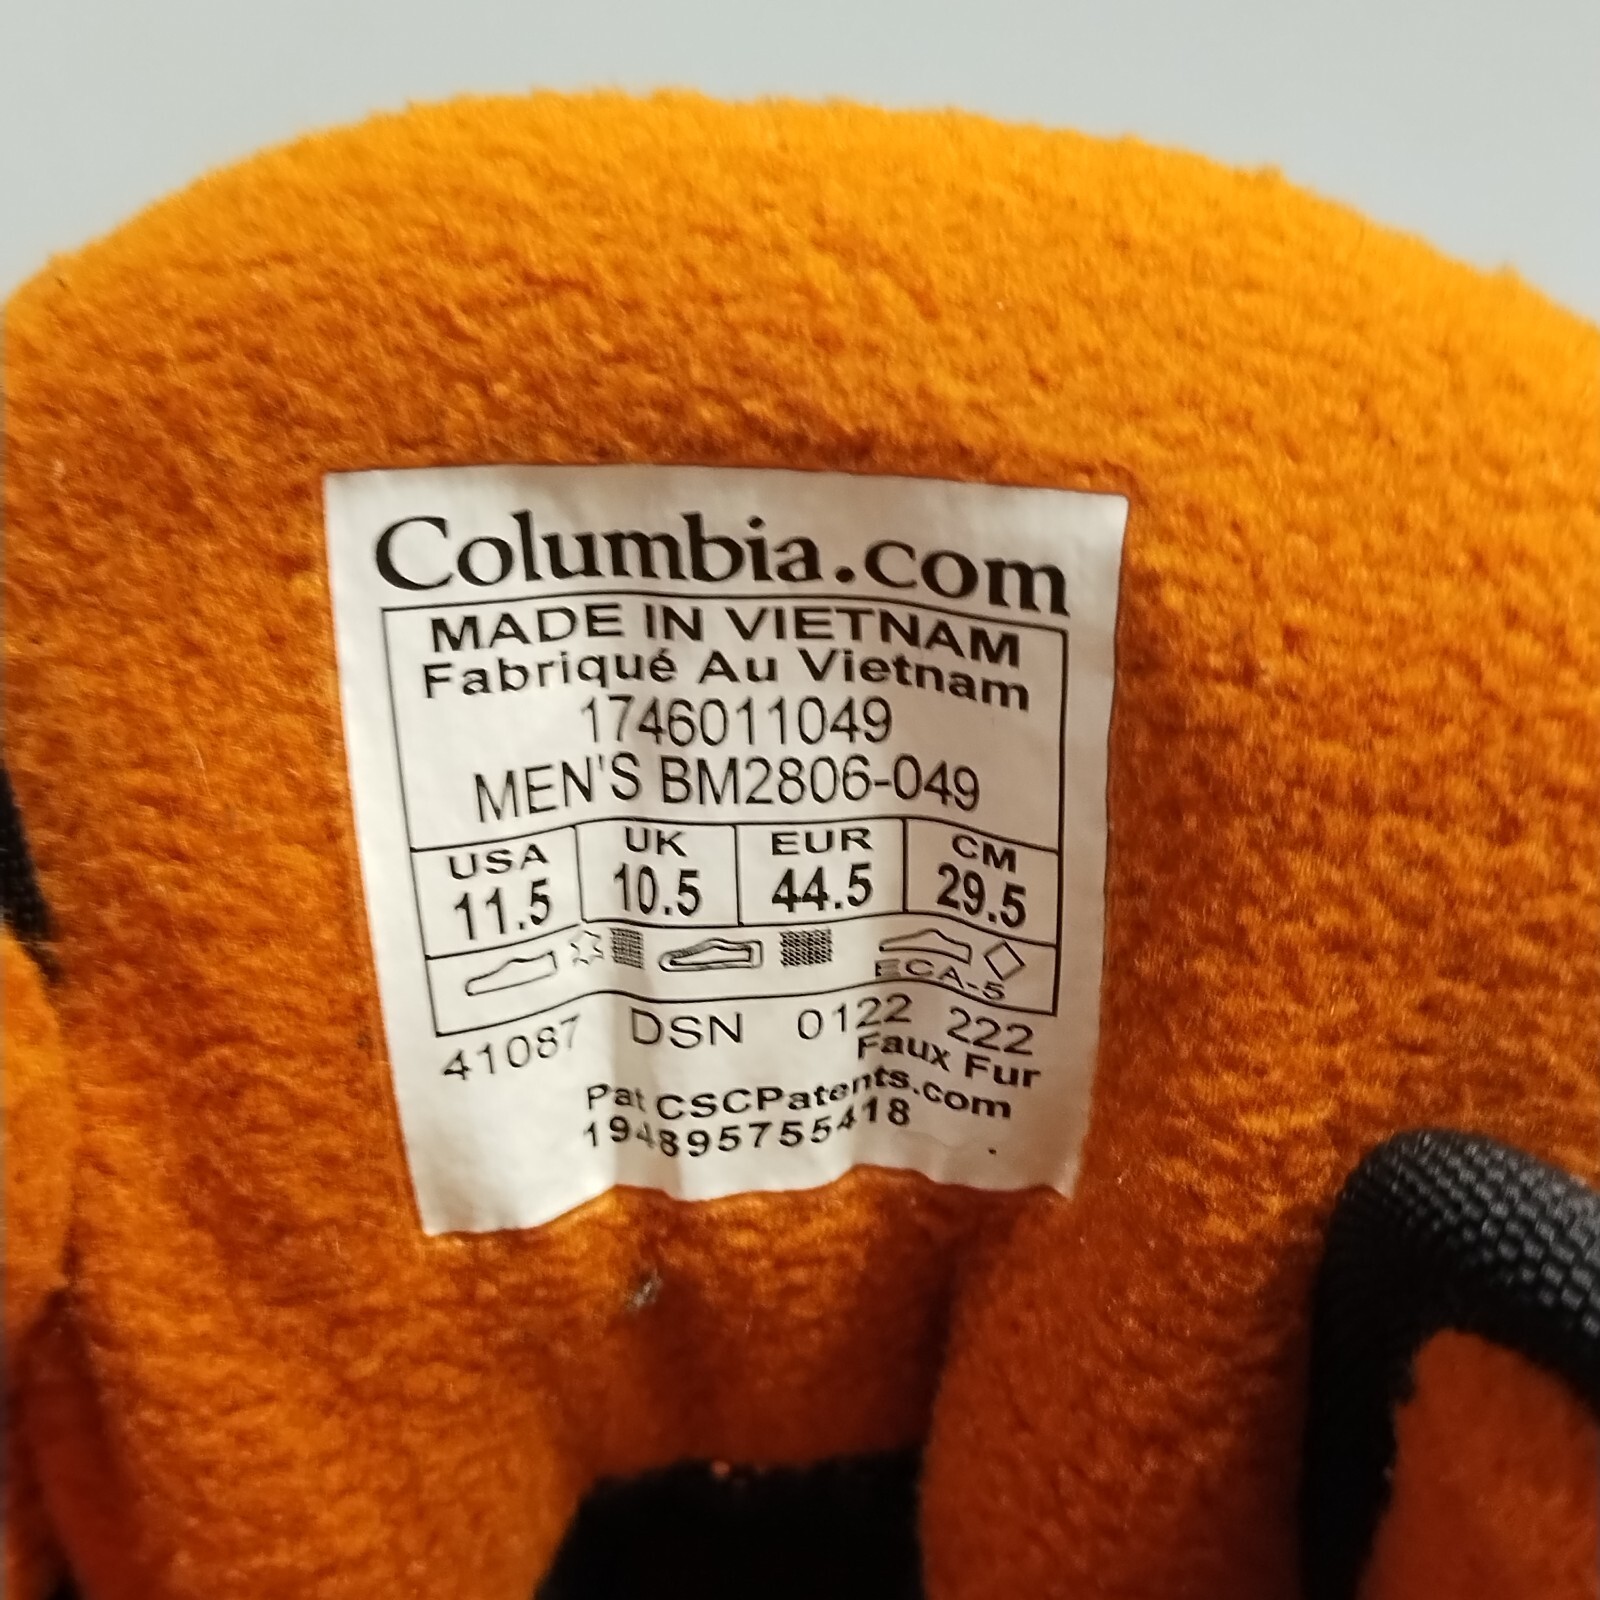 Columbia.com
MADE IN VIETNAM
Fabriqué Au Vietnam
1746011049
MEN'S BM2806-049
USA UK EUR CM
11.5 10.5 44.5 29.5
ECA-5
41087 DSN 0122 222
Faux Fur
Pat CSCPatents.com
194895755418